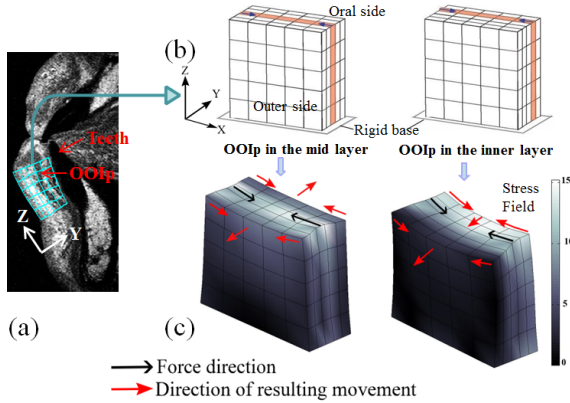 (b)
Oral side
Z
Y
X
Outer side
Rigid base
Teeth
OOIp
OOIp in the mid layer
OOIp in the inner layer
Z
Y
Stress
Field
15
10
5
0
(a)
(c)
Force direction
Direction of resulting movement